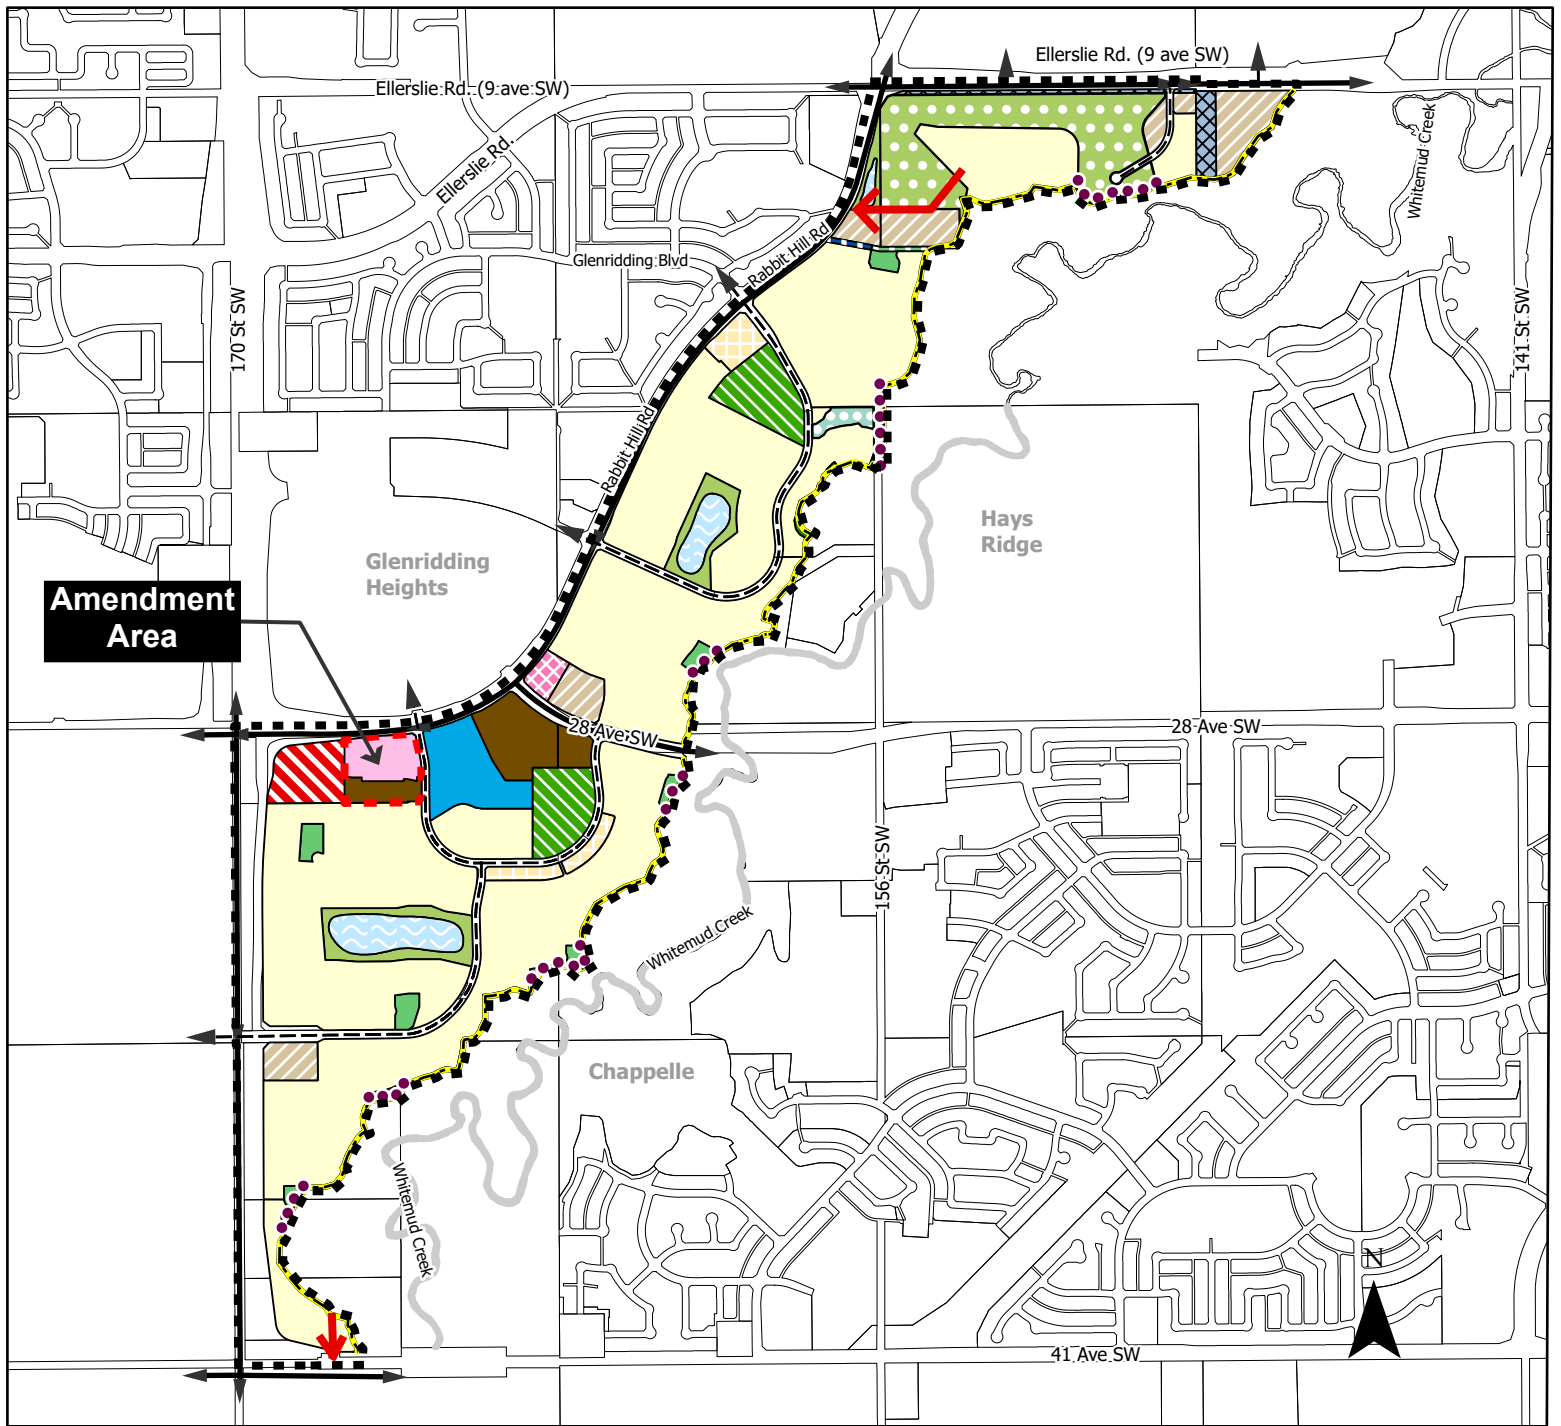 Ellerslie Rd. (9 ave SW)
Ellerslie Rd. (9 ave SW)
Ellerslie Rd.
Whitemud Creek
Glenridding Blvd
Rabbit Hill Rd
170 St SW
141 St SW
Rabbit Hill Rd
Hays
Ridge
Glenridding
Heights
Amendment
Area
28 Ave SW
28 Ave SW
156 St SW
Whitemud Creek
Chappelle
Whitemud Creek
N
41 Ave SW